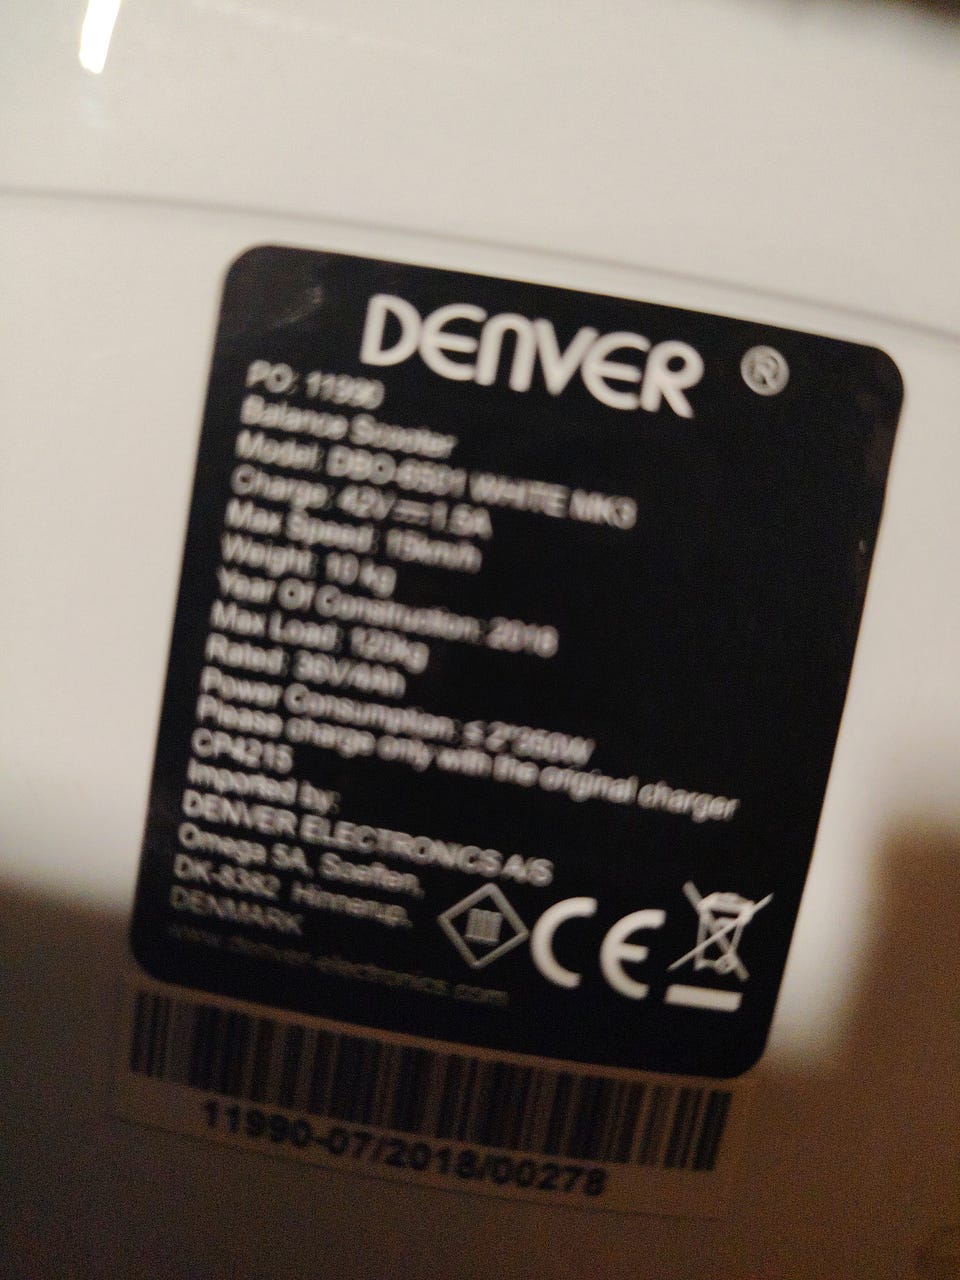 DENVER ®
PO: 11990
Balance Scooter
Model: DBO-6501 WHITE MK3
Charge: 42V⎓1.5A
Max Speed: 15km/h
Weight: 10 kg
Year Of Construction: 2018
Max Load: 120kg
Rated: 36V/4Ah
Power Consumption: ≤ 2*350W
Please charge only with the original charger
CP4215
Imported by:
DENVER ELECTRONICS A/S
Omega 5A, Soeften,
DK-8382 Hinnerup,
DENMARK
www.denver-electronics.com
III
CE
11990-07/2018/00278